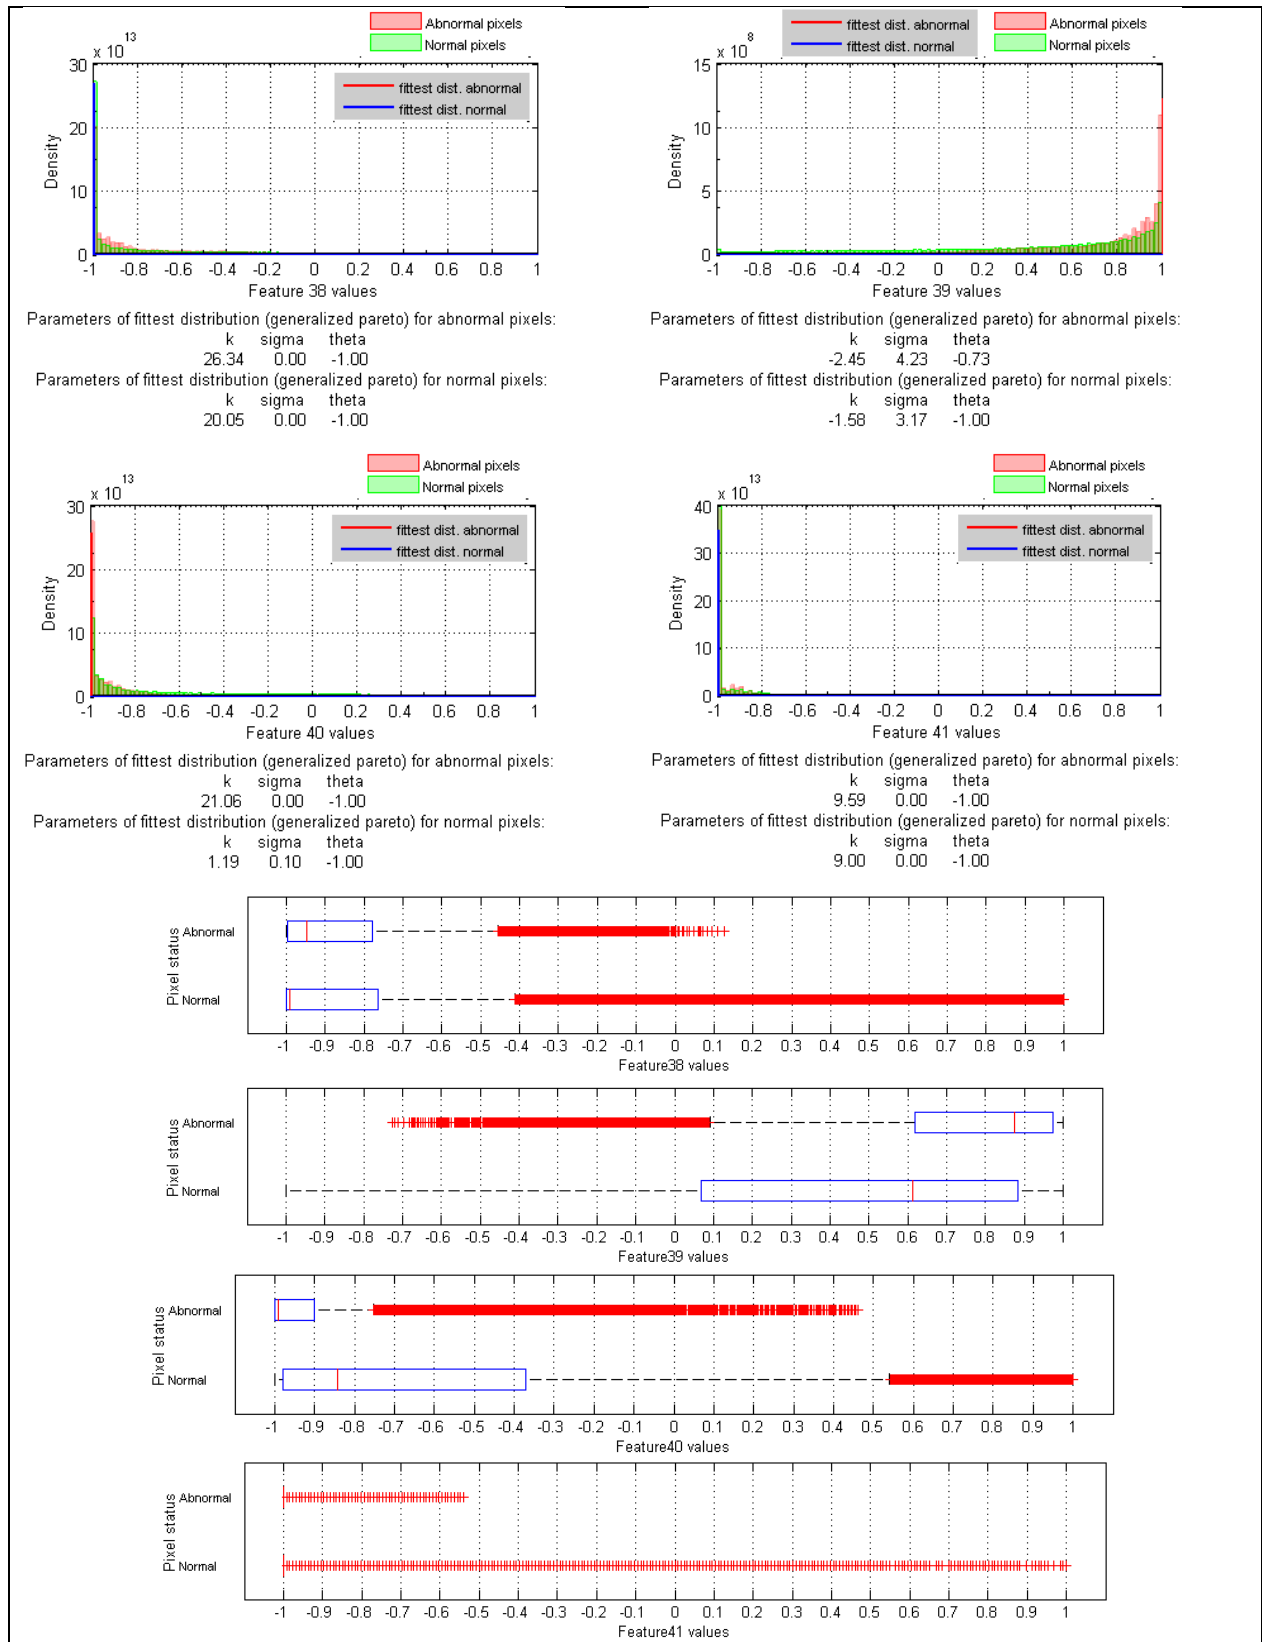 Abnormal pixels
Normal pixels
x 10 13
fittest dist. abnormal
fittest dist. normal
30
20
10
0
Density
-1 -0.8 -0.6 -0.4 -0.2 0 0.2 0.4 0.6 0.8 1
Feature 38 values
Parameters of fittest distribution (generalized pareto) for abnormal pixels:
k sigma theta
26.34 0.00 -1.00
Parameters of fittest distribution (generalized pareto) for normal pixels:
k sigma theta
20.05 0.00 -1.00
fittest dist. abnormal
fittest dist. normal
Abnormal pixels
Normal pixels
x 10 8
15
10
5
0
Density
-1 -0.8 -0.6 -0.4 -0.2 0 0.2 0.4 0.6 0.8 1
Feature 39 values
Parameters of fittest distribution (generalized pareto) for abnormal pixels:
k sigma theta
-2.45 4.23 -0.73
Parameters of fittest distribution (generalized pareto) for normal pixels:
k sigma theta
-1.58 3.17 -1.00
Abnormal pixels
Normal pixels
x 10 13
fittest dist. abnormal
fittest dist. normal
30
20
10
0
Density
-1 -0.8 -0.6 -0.4 -0.2 0 0.2 0.4 0.6 0.8 1
Feature 40 values
Parameters of fittest distribution (generalized pareto) for abnormal pixels:
k sigma theta
21.06 0.00 -1.00
Parameters of fittest distribution (generalized pareto) for normal pixels:
k sigma theta
1.19 0.10 -1.00
Abnormal pixels
Normal pixels
x 10 13
fittest dist. abnormal
fittest dist. normal
40
30
20
10
0
Density
-1 -0.8 -0.6 -0.4 -0.2 0 0.2 0.4 0.6 0.8 1
Feature 41 values
Parameters of fittest distribution (generalized pareto) for abnormal pixels:
k sigma theta
9.59 0.00 -1.00
Parameters of fittest distribution (generalized pareto) for normal pixels:
k sigma theta
9.00 0.00 -1.00
Pixel status
Abnormal
Normal
-1 -0.9 -0.8 -0.7 -0.6 -0.5 -0.4 -0.3 -0.2 -0.1 0 0.1 0.2 0.3 0.4 0.5 0.6 0.7 0.8 0.9 1
Feature38 values
Pixel status
Abnormal
Normal
-1 -0.9 -0.8 -0.7 -0.6 -0.5 -0.4 -0.3 -0.2 -0.1 0 0.1 0.2 0.3 0.4 0.5 0.6 0.7 0.8 0.9 1
Feature39 values
Pixel status
Abnormal
Normal
-1 -0.9 -0.8 -0.7 -0.6 -0.5 -0.4 -0.3 -0.2 -0.1 0 0.1 0.2 0.3 0.4 0.5 0.6 0.7 0.8 0.9 1
Feature40 values
Pixel status
Abnormal
Normal
-1 -0.9 -0.8 -0.7 -0.6 -0.5 -0.4 -0.3 -0.2 -0.1 0 0.1 0.2 0.3 0.4 0.5 0.6 0.7 0.8 0.9 1
Feature41 values